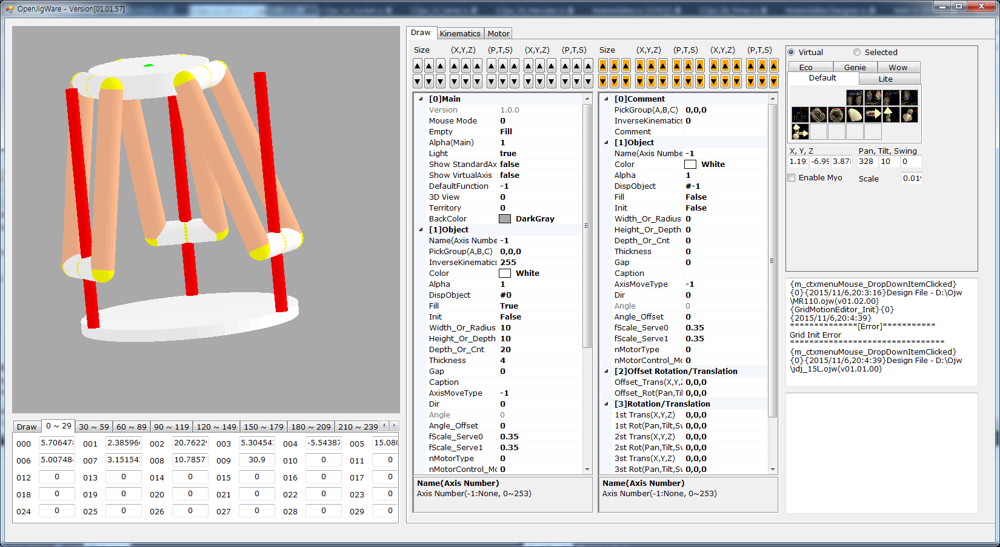 OpenJigWare - Version[01.01.57]
Draw Kinematics Motor
Size (X,Y,Z) (P,T,S) (X,Y,Z) (P,T,S) Size (X,Y,Z) (P,T,S) (X,Y,Z) (P,T,S)
[0]Main
Version 1.0.0
Mouse Mode 0
Empty Fill
Alpha(Main) 1
Light true
Show StandardAx false
Show VirtualAxis false
DefaultFunction -1
3D View 0
Territory 0
BackColor DarkGray
[1]Object
Name(Axis Numbe -1
PickGroup(A,B,C) 0,0,0
InverseKinematics 255
Color White
Alpha 1
DispObject #0
Fill True
Init False
Width_Or_Radius 10
Height_Or_Depth 10
Depth_Or_Cnt 20
Thickness 4
Gap 0
Caption
AxisMoveType -1
Dir 0
Angle 0
Angle_Offset 0
fScale_Serve0 0.35
fScale_Serve1 0.35
nMotorType 0
nMotorControl_Mo 0
Name(Axis Number)
Axis Number(-1:None, 0~253)
[0]Comment
PickGroup(A,B,C) 0,0,0
InverseKinematics 0
Comment
[1]Object
Name(Axis Numbe -1
Color White
Alpha 1
DispObject #-1
Fill False
Init False
Width_Or_Radius 0
Height_Or_Depth 0
Depth_Or_Cnt 0
Thickness 0
Gap 0
Caption
AxisMoveType -1
Dir 0
Angle 0
Angle_Offset 0
fScale_Serve0 0.35
fScale_Serve1 0.35
nMotorType 0
nMotorControl_Mo 0
[2]Offset Rotation/Translation
Offset_Trans(X,Y,Z 0,0,0
Offset_Rot(Pan,Til 0,0,0
[3]Rotation/Translation
1st Trans(X,Y,Z) 0,0,0
1st Rot(Pan,Tilt,Sw 0,0,0
2st Trans(X,Y,Z) 0,0,0
2st Rot(Pan,Tilt,Sw 0,0,0
3st Trans(X,Y,Z) 0,0,0
3st Rot(Pan,Tilt,Sw 0,0,0
Name(Axis Number)
Axis Number(-1:None, 0~253)
Virtual Selected
Eco Genie Wow
Default Lite
X, Y, Z Pan, Tilt, Swing
1.19 -6.99 3.878 328 10 0
Enable Myo Scale 0.019
{m_ctxmenuMouse_DropDownItemClicked}
{0}{2015/11/6,20:3:16}Design File - D:\Ojw
\MR110.ojw(v01.02.00)
{GridMotionEditor_Init}{0}
{2015/11/6,20:4:39}
**************[Error]***********
Grid Init Error
********************************
{m_ctxmenuMouse_DropDownItemClicked}
{0}{2015/11/6,20:4:39}Design File - D:\Ojw
\jdj_15L.ojw(v01.01.00)
Draw 0 ~ 29 30 ~ 59 60 ~ 89 90 ~ 119 120 ~ 149 150 ~ 179 180 ~ 209 210 ~ 239
000 5.706478 001 2.385960 002 20.76229 003 5.304543 004 -5.54387 005 15.080
006 5.007484 007 3.151542 008 10.78577 009 30.9 010 0 011 0
012 0 013 0 014 0 015 0 016 0 017 0
018 0 019 0 020 0 021 0 022 0 023 0
024 0 025 0 026 0 027 0 028 0 029 0